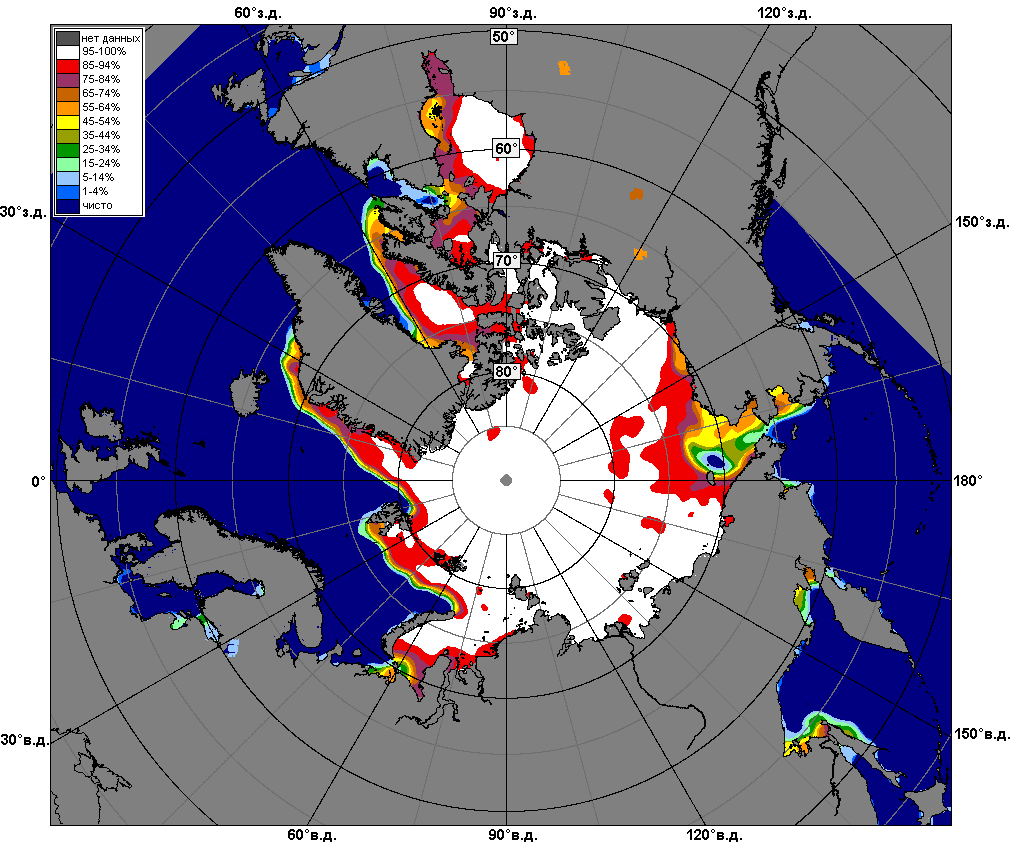 60°з.д.
90°з.д.
120°з.д.
нет данных
95-100%
85-94%
75-84%
65-74%
55-64%
45-54%
35-44%
25-34%
15-24%
5-14%
1-4%
чисто
50°
60°
30°з.д.
150°з.д.
70°
80°
0°
180°
30°в.д.
150°в.д.
60°в.д.
90°в.д.
120°в.д.